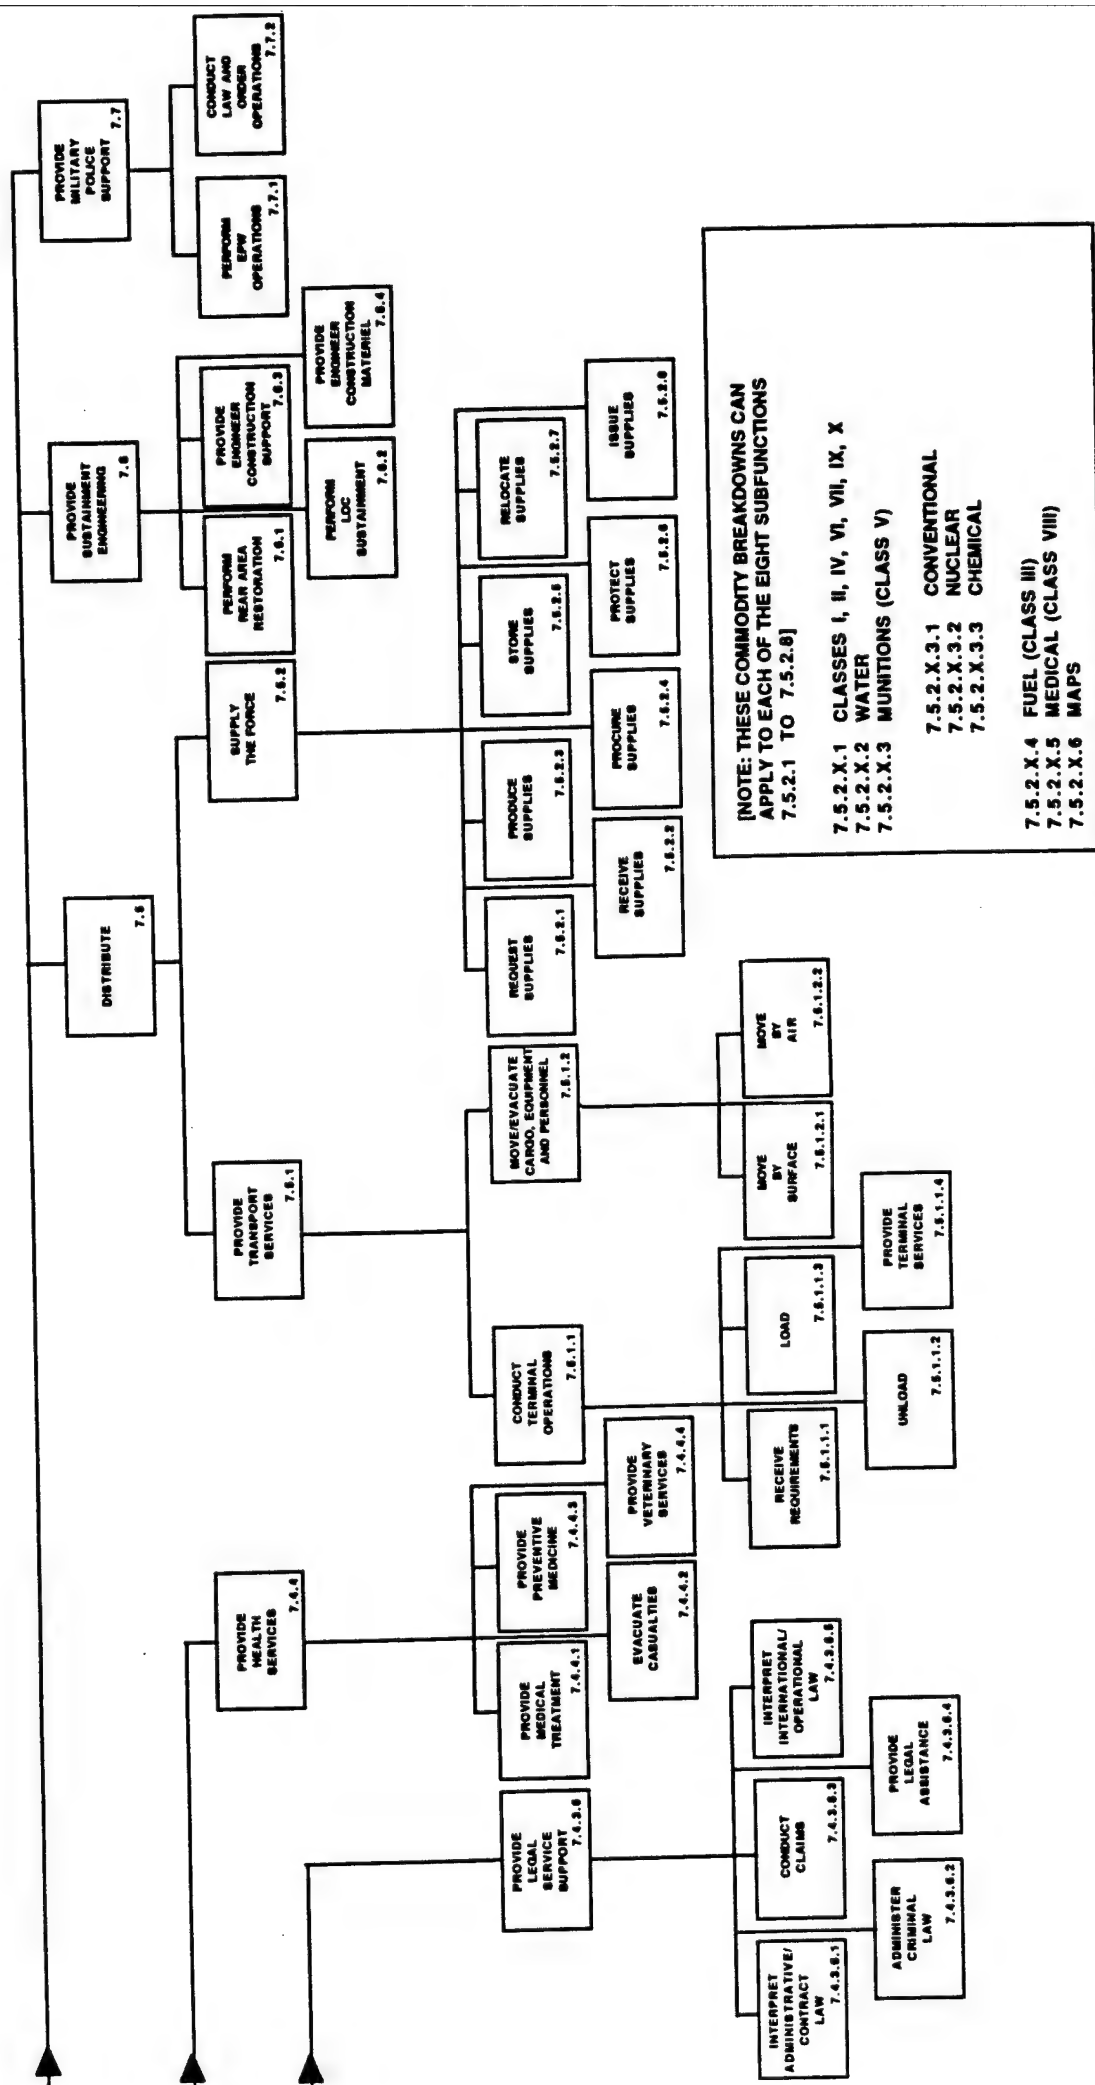 PROVIDE
MILITARY
POLICE
SUPPORT
7.7
PERFORM
EPW
OPERATIONS
7.7.1
CONDUCT
LAW AND
ORDER
OPERATIONS
7.7.2
PROVIDE
SUSTAINMENT
ENGINEERING
7.6
PERFORM
REAR AREA
RESTORATION
7.6.1
PROVIDE
ENGINEER
CONSTRUCTION
SUPPORT
7.6.3
PERFORM
LOC
SUSTAINMENT
7.6.2
PROVIDE
ENGINEER
CONSTRUCTION
MATERIEL
7.6.4
DISTRIBUTE
7.5
SUPPLY
THE FORCE
7.5.2
REQUEST
SUPPLIES
7.5.2.1
PRODUCE
SUPPLIES
7.5.2.3
STORE
SUPPLIES
7.5.2.5
RELOCATE
SUPPLIES
7.5.2.7
RECEIVE
SUPPLIES
7.5.2.2
PROCURE
SUPPLIES
7.5.2.4
PROTECT
SUPPLIES
7.5.2.6
ISSUE
SUPPLIES
7.5.2.8
PROVIDE
TRANSPORT
SERVICES
7.5.1
CONDUCT
TERMINAL
OPERATIONS
7.5.1.1
MOVE/EVACUATE
CARGO, EQUIPMENT
AND PERSONNEL
7.5.1.2
RECEIVE
REQUIREMENTS
7.5.1.1.1
LOAD
7.5.1.1.3
MOVE
BY
SURFACE
7.5.1.2.1
MOVE
BY
AIR
7.5.1.2.2
UNLOAD
7.5.1.1.2
PROVIDE
TERMINAL
SERVICES
7.5.1.1.4
PROVIDE
HEALTH
SERVICES
7.4.4
PROVIDE
MEDICAL
TREATMENT
7.4.4.1
PROVIDE
PREVENTIVE
MEDICINE
7.4.4.3
EVACUATE
CASUALTIES
7.4.4.2
PROVIDE
VETERINARY
SERVICES
7.4.4.4
PROVIDE
LEGAL
SERVICE
SUPPORT
7.4.3.6
INTERPRET
ADMINISTRATIVE/
CONTRACT
LAW
7.4.3.6.1
CONDUCT
CLAIMS
7.4.3.6.3
INTERPRET
INTERNATIONAL/
OPERATIONAL
LAW
7.4.3.6.5
ADMINISTER
CRIMINAL
LAW
7.4.3.6.2
PROVIDE
LEGAL
ASSISTANCE
7.4.3.6.4
[NOTE: THESE COMMODITY BREAKDOWNS CAN
APPLY TO EACH OF THE EIGHT SUBFUNCTIONS
7.5.2.1 TO 7.5.2.8]
7.5.2.X.1 CLASSES I, II, IV, VI, VII, IX, X
7.5.2.X.2 WATER
7.5.2.X.3 MUNITIONS (CLASS V)
7.5.2.X.3.1 CONVENTIONAL
7.5.2.X.3.2 NUCLEAR
7.5.2.X.3.3 CHEMICAL
7.5.2.X.4 FUEL (CLASS III)
7.5.2.X.5 MEDICAL (CLASS VIII)
7.5.2.X.6 MAPS